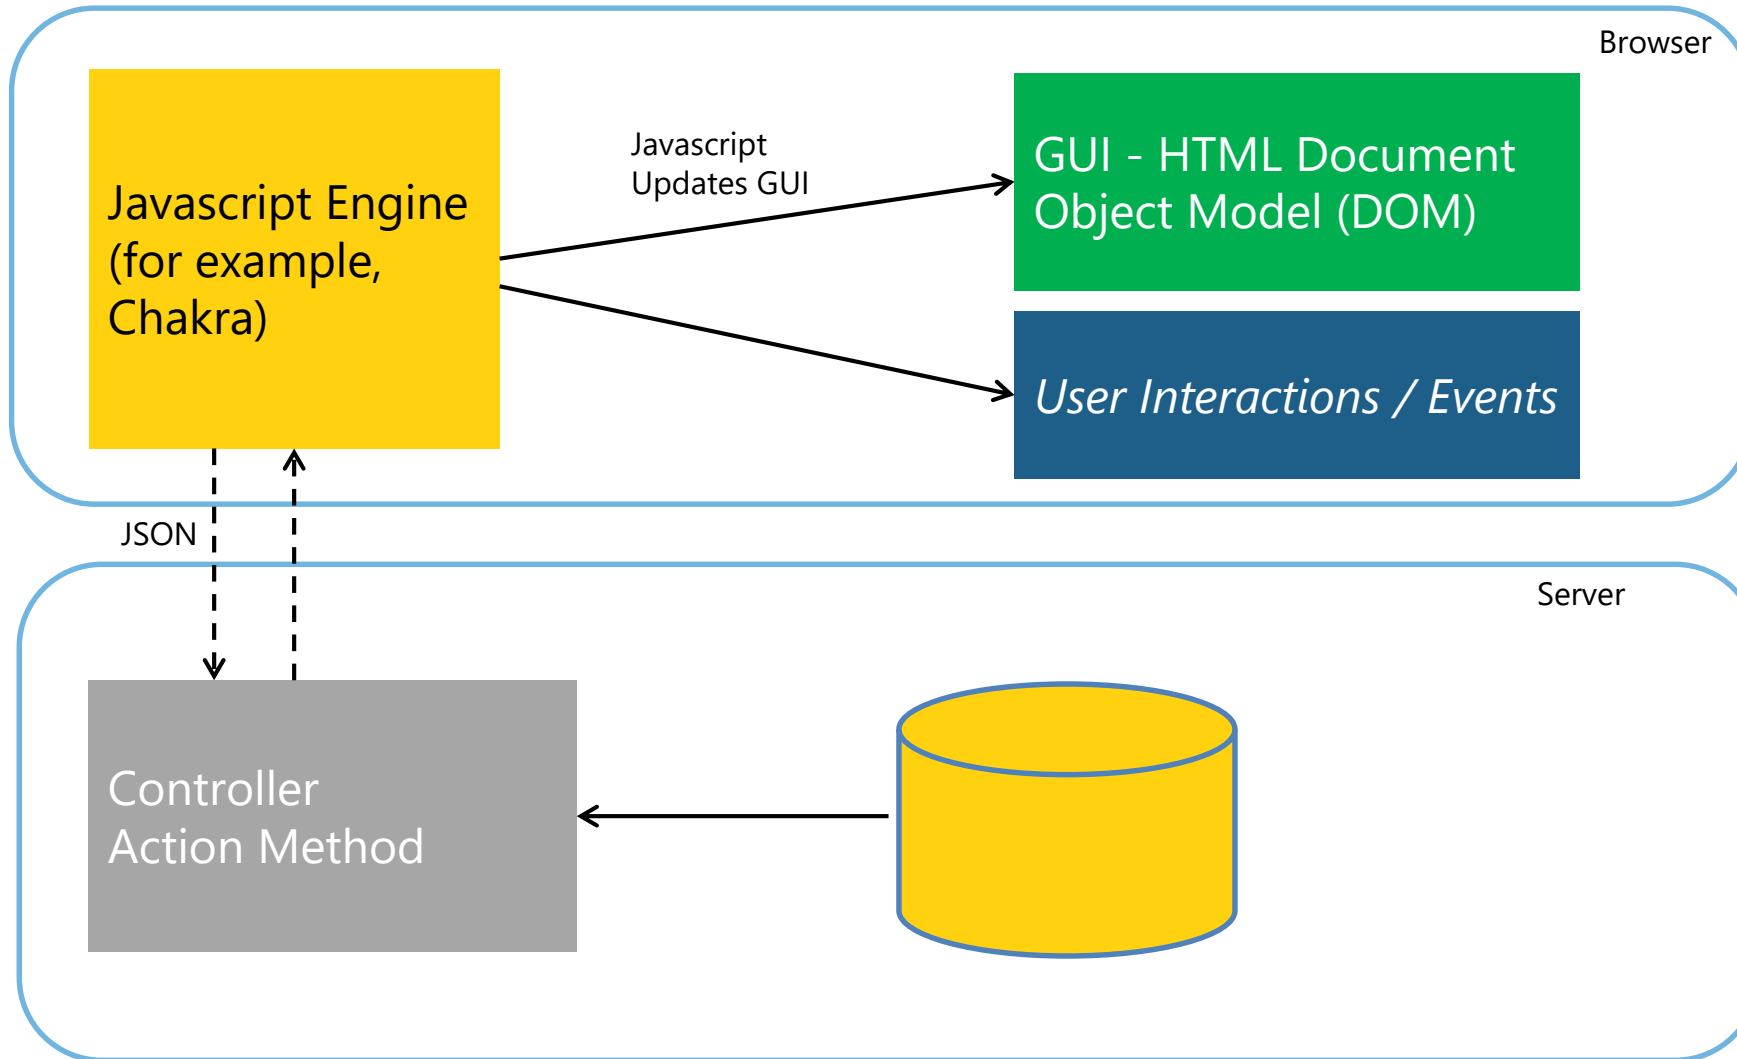 Browser
Javascript Engine
(for example,
Chakra)
Javascript
Updates GUI
GUI - HTML Document
Object Model (DOM)
User Interactions / Events
JSON
Server
Controller
Action Method